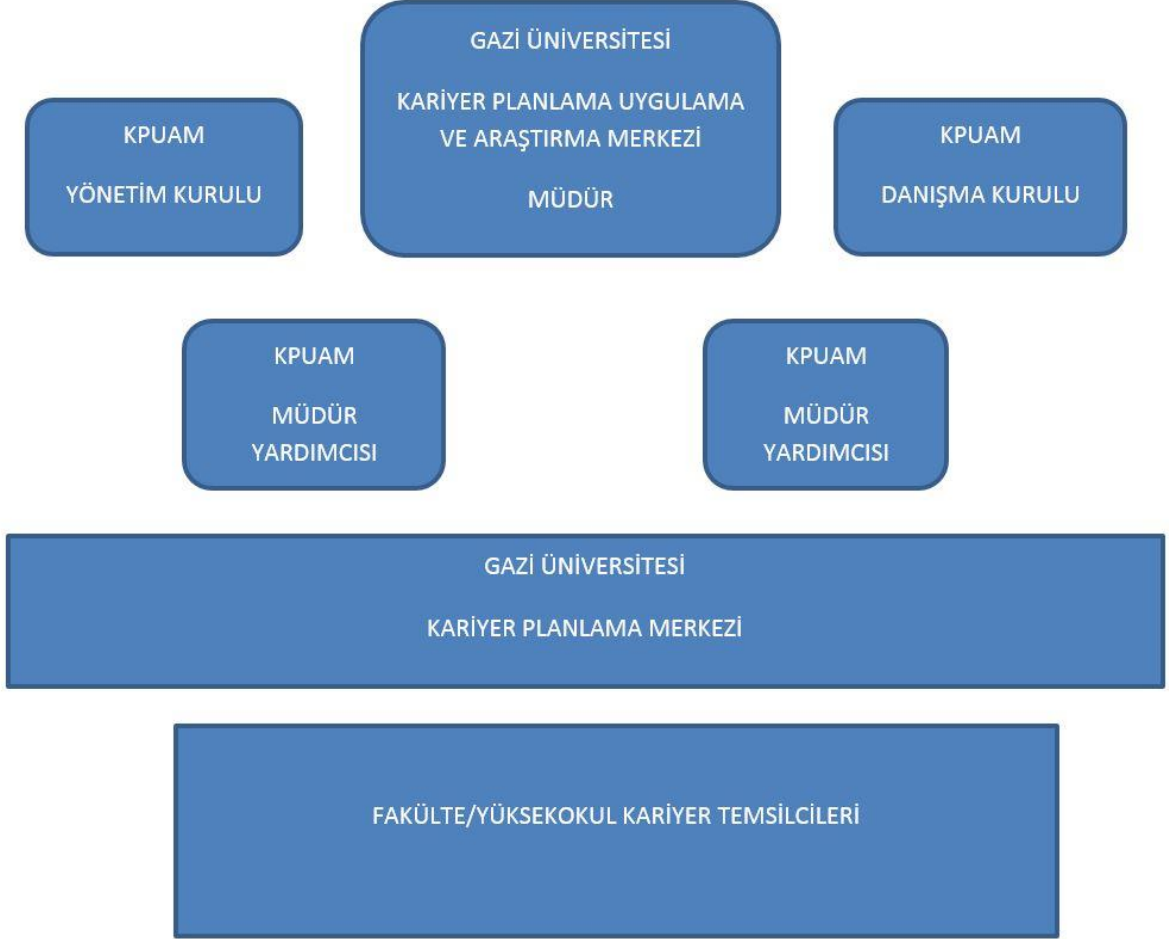 GAZİ ÜNİVERSİTESİ
KARİYER PLANLAMA UYGULAMA
VE ARAŞTIRMA MERKEZİ
MÜDÜR
KPUAM
YÖNETİM KURULU
KPUAM
DANIŞMA KURULU
KPUAM
MÜDÜR
YARDIMCISI
KPUAM
MÜDÜR
YARDIMCISI
GAZİ ÜNİVERSİTESİ
KARİYER PLANLAMA MERKEZİ
FAKÜLTE/YÜKSEKOKUL KARİYER TEMSİLCİLERİ